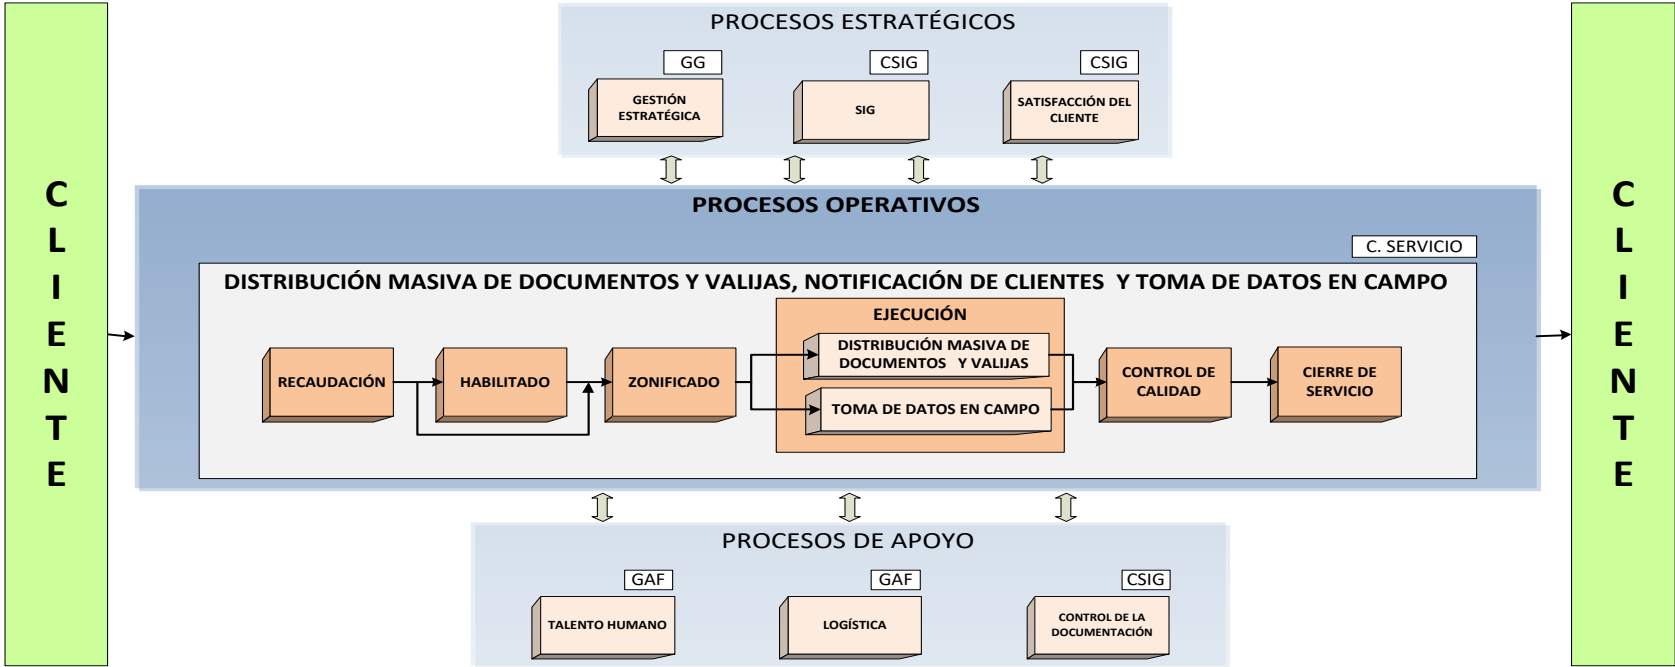 PROCESOS ESTRATÉGICOS
GG
CSIG
CSIG
GESTIÓN
ESTRATÉGICA
SIG
SATISFACCIÓN DEL
CLIENTE
CLIENTE
PROCESOS OPERATIVOS
C. SERVICIO
DISTRIBUCIÓN MASIVA DE DOCUMENTOS Y VALIJAS, NOTIFICACIÓN DE CLIENTES Y TOMA DE DATOS EN CAMPO
EJECUCIÓN
RECAUDACIÓN
HABILITADO
ZONIFICADO
DISTRIBUCIÓN MASIVA DE
DOCUMENTOS Y VALIJAS
TOMA DE DATOS EN CAMPO
CONTROL DE
CALIDAD
CIERRE DE
SERVICIO
CLIENTE
PROCESOS DE APOYO
GAF
GAF
CSIG
TALENTO HUMANO
LOGÍSTICA
CONTROL DE LA
DOCUMENTACIÓN